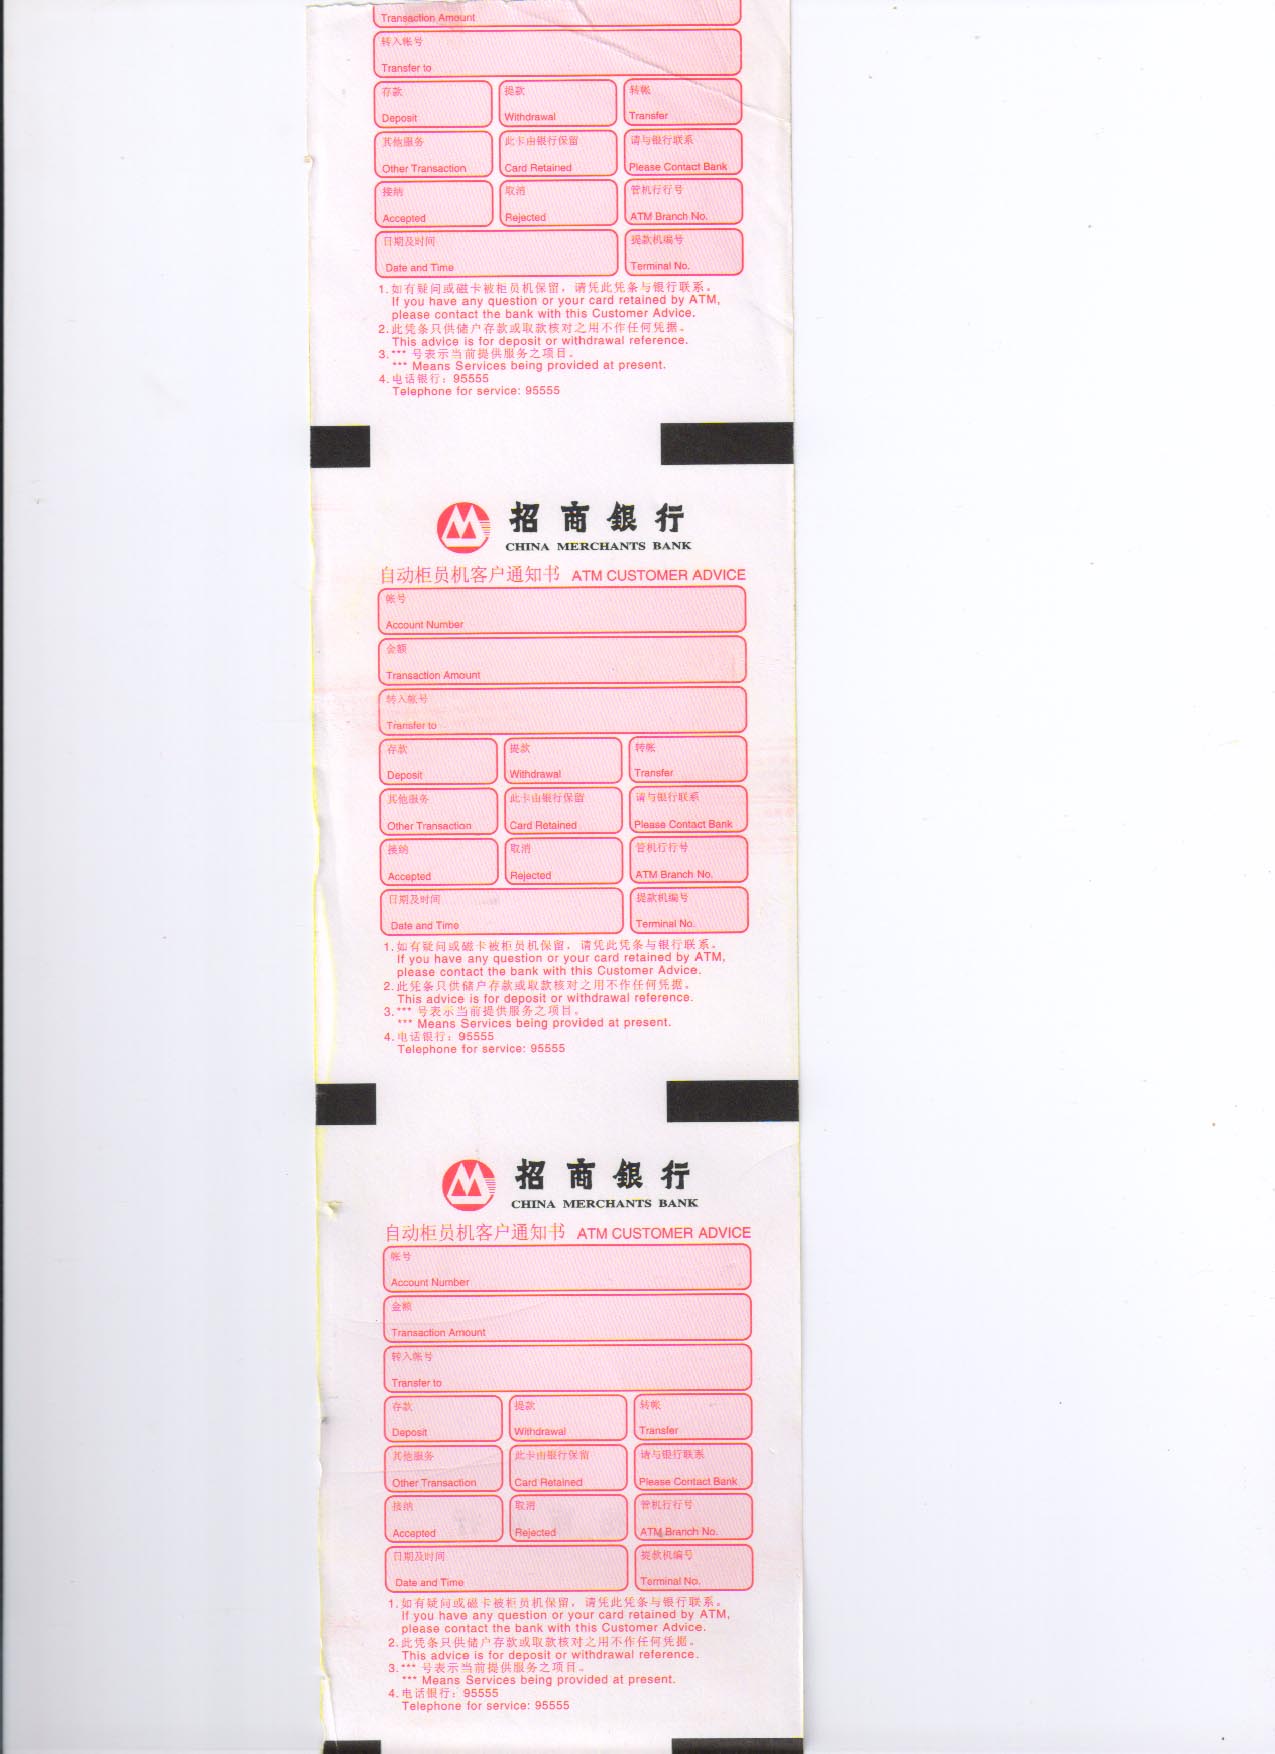 Transaction Amount
转入帐号
Transfer to
存款 提款 转帐
Deposit Withdrawal Transfer
其他服务 此卡由银行保留 请与银行联系
Other Transaction Card Retained Please Contact Bank
接纳 取消 管机行行号
Accepted Rejected ATM Branch No.
日期及时间 提款机编号
Date and Time Terminal No.
1.如有疑问或磁卡被柜员机保留，请凭此凭条与银行联系。
If you have any question or your card retained by ATM,
please contact the bank with this Customer Advice.
2.此凭条只供储户存款或取款核对之用不作任何凭据。
This advice is for deposit or withdrawal reference.
3.*** 号表示当前提供服务之项目。
*** Means Services being provided at present.
4.电话银行：95555
Telephone for service: 95555
招商銀行
CHINA MERCHANTS BANK
自动柜员机客户通知书 ATM CUSTOMER ADVICE
帐号
Account Number
金额
Transaction Amount
转入帐号
Transfer to
存款 提款 转帐
Deposit Withdrawal Transfer
其他服务 此卡由银行保留 请与银行联系
Other Transaction Card Retained Please Contact Bank
接纳 取消 管机行行号
Accepted Rejected ATM Branch No.
日期及时间 提款机编号
Date and Time Terminal No.
1.如有疑问或磁卡被柜员机保留，请凭此凭条与银行联系。
If you have any question or your card retained by ATM,
please contact the bank with this Customer Advice.
2.此凭条只供储户存款或取款核对之用不作任何凭据。
This advice is for deposit or withdrawal reference.
3.*** 号表示当前提供服务之项目。
*** Means Services being provided at present.
4.电话银行：95555
Telephone for service: 95555
招商銀行
CHINA MERCHANTS BANK
自动柜员机客户通知书 ATM CUSTOMER ADVICE
帐号
Account Number
金额
Transaction Amount
转入帐号
Transfer to
存款 提款 转帐
Deposit Withdrawal Transfer
其他服务 此卡由银行保留 请与银行联系
Other Transaction Card Retained Please Contact Bank
接纳 取消 管机行行号
Accepted Rejected ATM Branch No.
日期及时间 提款机编号
Date and Time Terminal No.
1.如有疑问或磁卡被柜员机保留，请凭此凭条与银行联系。
If you have any question or your card retained by ATM,
please contact the bank with this Customer Advice.
2.此凭条只供储户存款或取款核对之用不作任何凭据。
This advice is for deposit or withdrawal reference.
3.*** 号表示当前提供服务之项目。
*** Means Services being provided at present.
4.电话银行：95555
Telephone for service: 95555